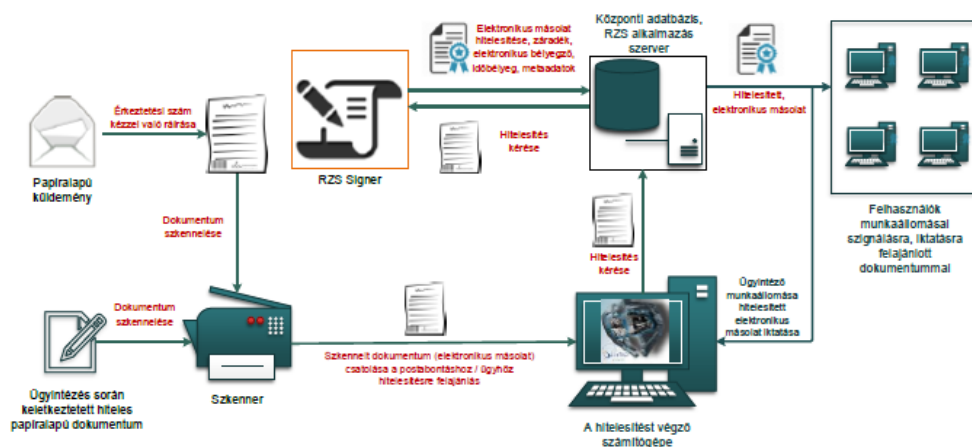 Elektronikus másolat
hitelesítése, záradék,
elektronikus bélyegző,
időbélyeg, metaadatok
Központi adatbázis,
RZS alkalmazás
szerver
Érkeztetési szám
kézzel való ráírása
Hitelesített,
elektronikus másolat
Hitelesítés
kérése
RZS Signer
Papíralapú
küldemény
Felhasználók
munkaállomásai
szignálásra, iktatásra
felajánlott
dokumentummal
Dokumentum
szkennelése
Hitelesítés
kérése
Ügyintéző
munkaállomása
hitelesített
elektronikus
másolat iktatása
Dokumentum
szkennelése
Szkennelt dokumentum (elektronikus másolat)
csatolása a postabontáshoz / ügyhöz
hitelesítésre felajánlás
Szkenner
Ügyintézés során
keletkeztetett hiteles
papíralapú dokumentum
A hitelesítést végző
számítógépe